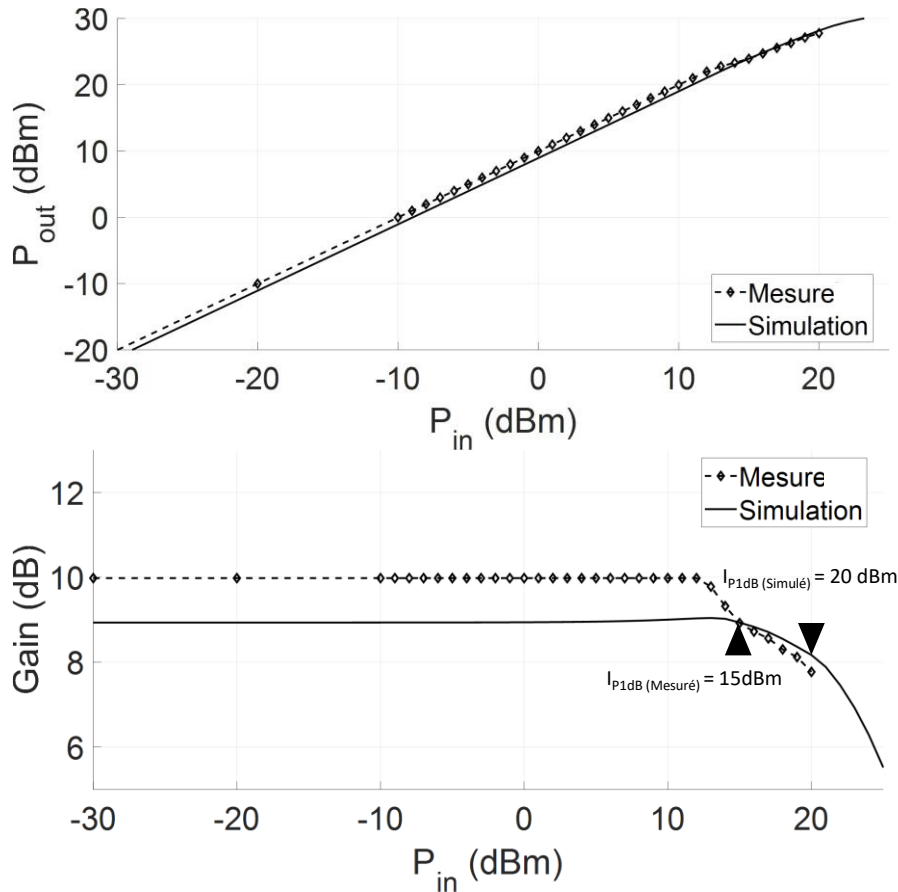 30
20
10
0
-10
-20
P_out (dBm)
Mesure
Simulation
-30 -20 -10 0 10 20
P_in (dBm)
12
10
8
6
Gain (dB)
Mesure
Simulation
I_P1dB (Simulé) = 20 dBm
I_P1dB (Mesuré) = 15dBm
-30 -20 -10 0 10 20
P_in (dBm)